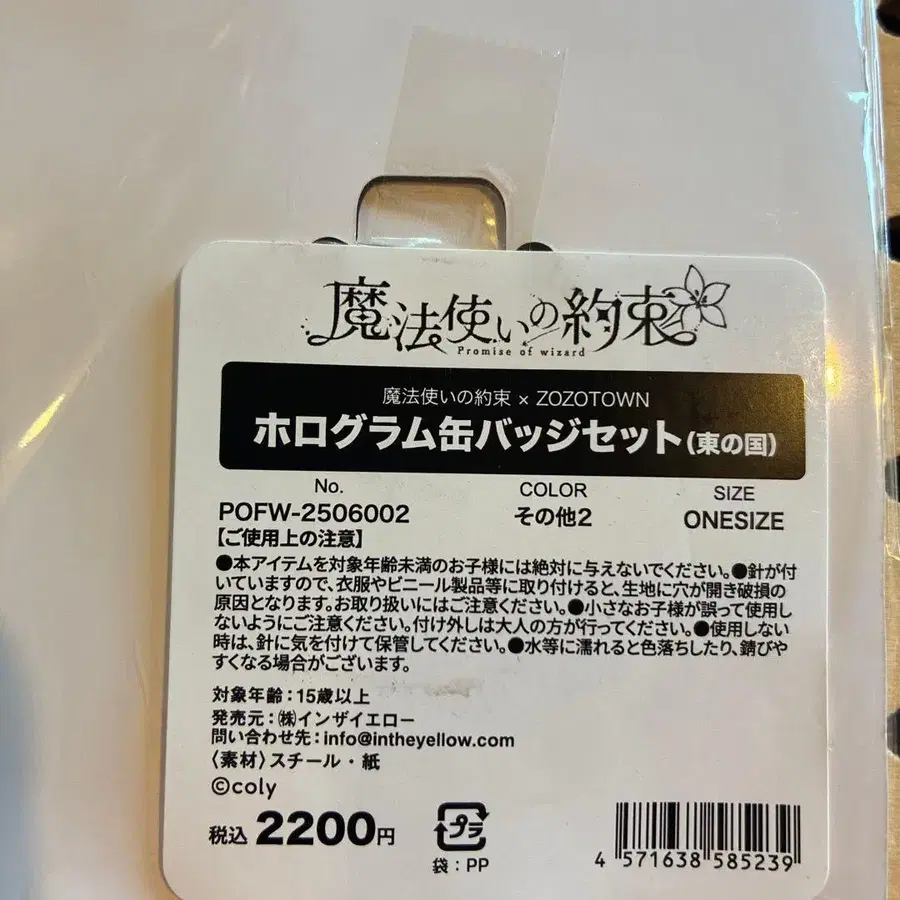 魔法使いの約束
Promise of wizard
魔法使いの約束 × ZOZOTOWN
ホログラム缶バッジセット(東の国)
No. COLOR SIZE
POFW-2506002 その他2 ONESIZE
【ご使用上の注意】
●本アイテムを対象年齢未満のお子様には絶対に与えないでください。●針が付
いていますので、衣服やビニール製品等に取り付けると、生地に穴が開き破損の
原因となります。お取り扱いにはご注意ください。●小さなお子様が誤って使用し
ないようにご注意ください。付け外しは大人の方が行ってください。●使用しない
時は、針に気を付けて保管してください。●水等に濡れると色落ちしたり、錆びや
すくなる場合がございます。
対象年齢：15歳以上
発売元：㈱インザイエロー
問い合わせ先：info@intheyellow.com
〈素材〉スチール・紙
©coly
税込 2200円
プラ
袋：PP
4 571638 585239